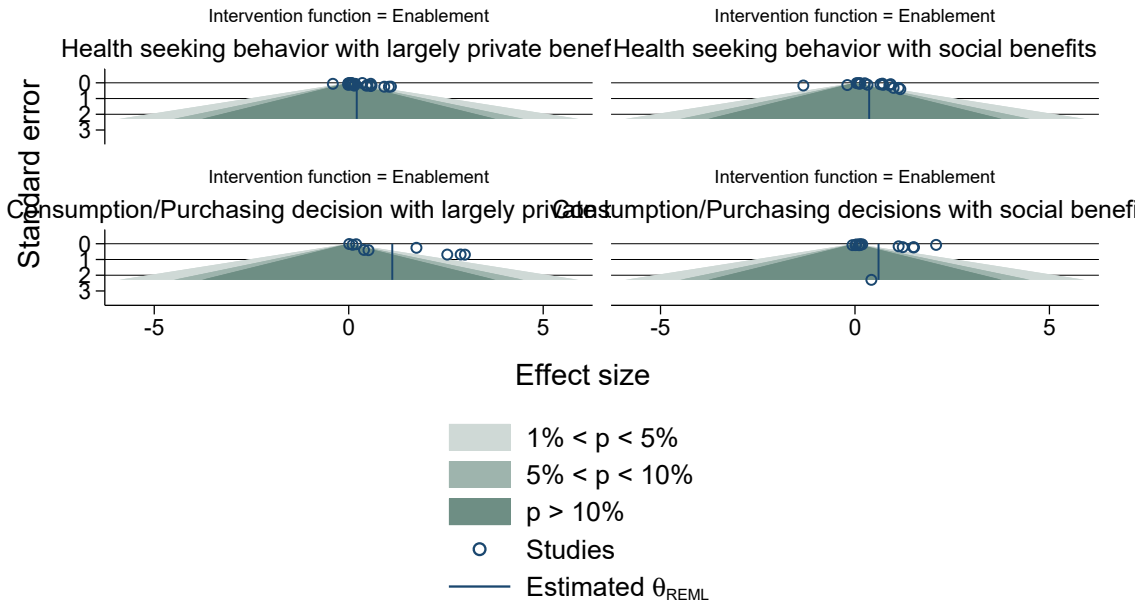 Intervention function = Enablement
Health seeking behavior with largely private benef
Intervention function = Enablement
Health seeking behavior with social benefits
0
1
2
3
Intervention function = Enablement
Consumption/Purchasing decision with largely private
Intervention function = Enablement
Consumption/Purchasing decisions with social benefi
0
1
2
3
-5 0 5
-5 0 5
Standard error
Effect size
1% < p < 5%
5% < p < 10%
p > 10%
Studies
Estimated θREML